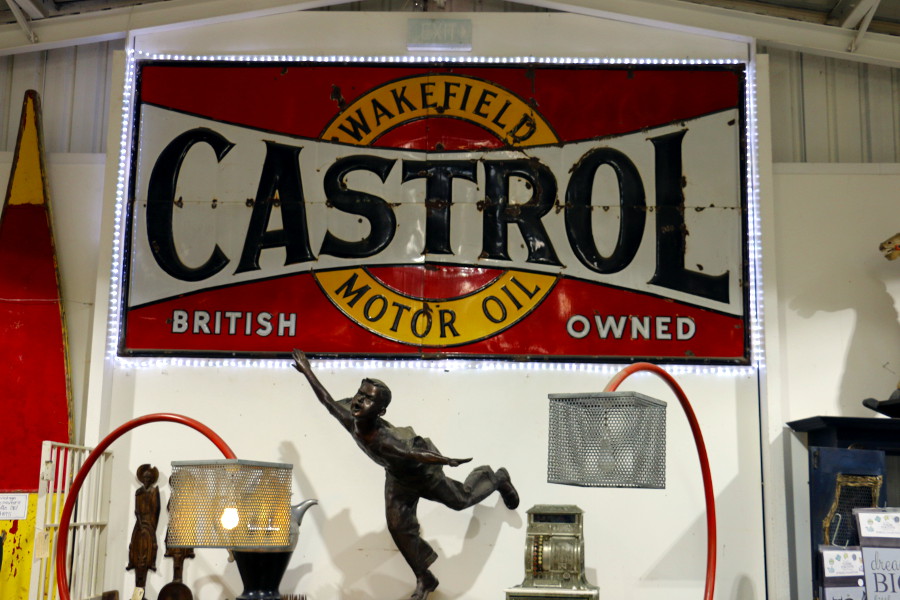 WAKEFIELD
CASTROL
MOTOR OIL
BRITISH
OWNED